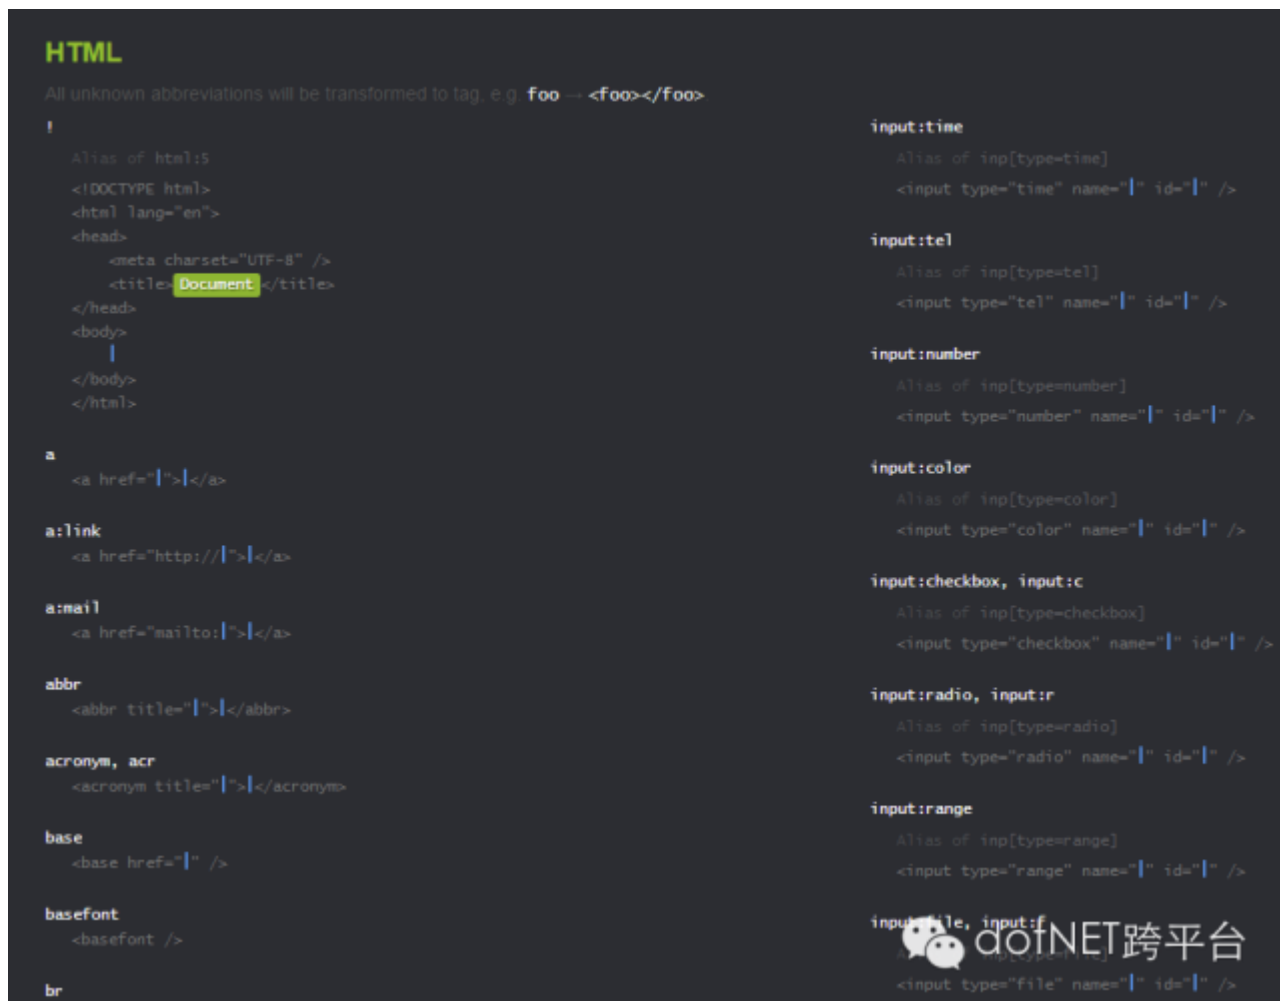 HTML
All unknown abbreviations will be transformed to tag, e.g. foo → <foo></foo>
!
Alias of html:5
<!DOCTYPE html>
<html lang="en">
<head>
<meta charset="UTF-8" />
<title>Document</title>
</head>
<body>
</body>
</html>
a
<a href=""></a>
a:link
<a href="http://"></a>
a:mail
<a href="mailto:"></a>
abbr
<abbr title=""></abbr>
acronym, acr
<acronym title=""></acronym>
base
<base href="" />
basefont
<basefont />
br
input:time
Alias of inp[type=time]
<input type="time" name="" id="" />
input:tel
Alias of inp[type=tel]
<input type="tel" name="" id="" />
input:number
Alias of inp[type=number]
<input type="number" name="" id="" />
input:color
Alias of inp[type=color]
<input type="color" name="" id="" />
input:checkbox, input:c
Alias of inp[type=checkbox]
<input type="checkbox" name="" id="" />
input:radio, input:r
Alias of inp[type=radio]
<input type="radio" name="" id="" />
input:range
Alias of inp[type=range]
<input type="range" name="" id="" />
input:file, input:f
inp[type=file]
<input type="file" name="" id="" />
dotNET跨平台